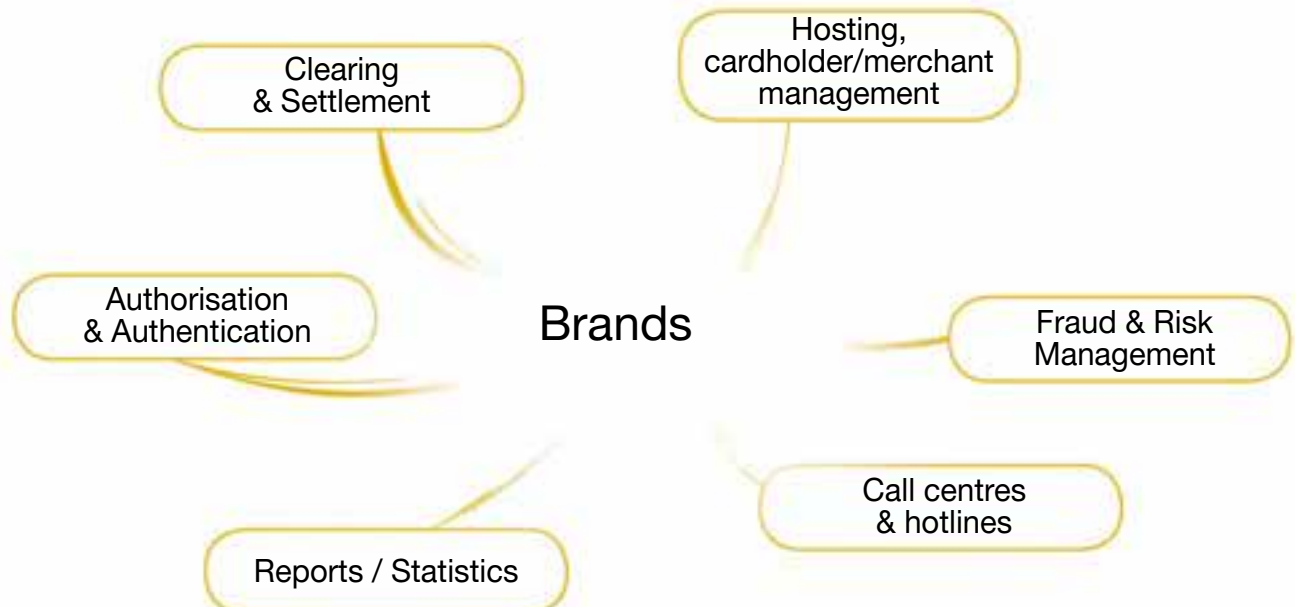 Hosting,
cardholder/merchant
management
Clearing
& Settlement
Authorisation
& Authentication
Brands
Fraud & Risk
Management
Call centres
& hotlines
Reports / Statistics